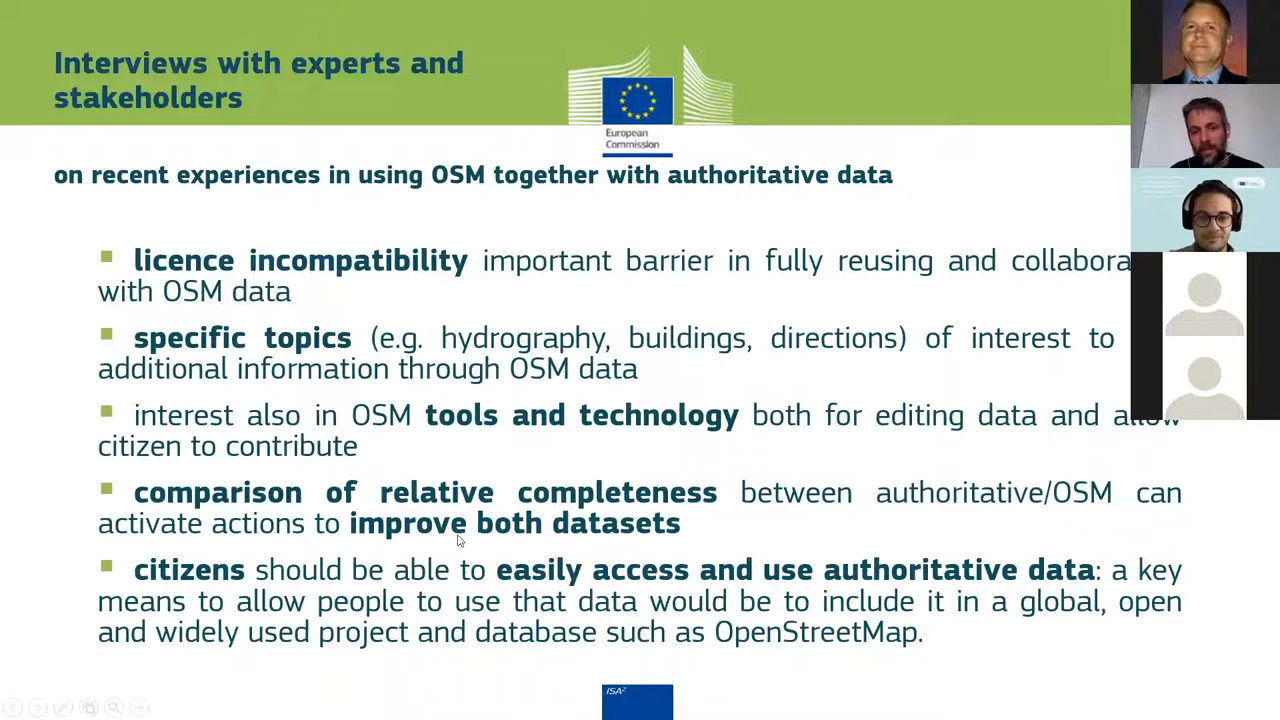 Interviews with experts and
stakeholders
European
Commission
on recent experiences in using OSM together with authoritative data
licence incompatibility important barrier in fully reusing and collabora
with OSM data
specific topics (e.g. hydrography, buildings, directions) of interest to
additional information through OSM data
interest also in OSM tools and technology both for editing data and allow
citizen to contribute
comparison of relative completeness between authoritative/OSM can
activate actions to improve both datasets
citizens should be able to easily access and use authoritative data: a key
means to allow people to use that data would be to include it in a global, open
and widely used project and database such as OpenStreetMap.
ISA²